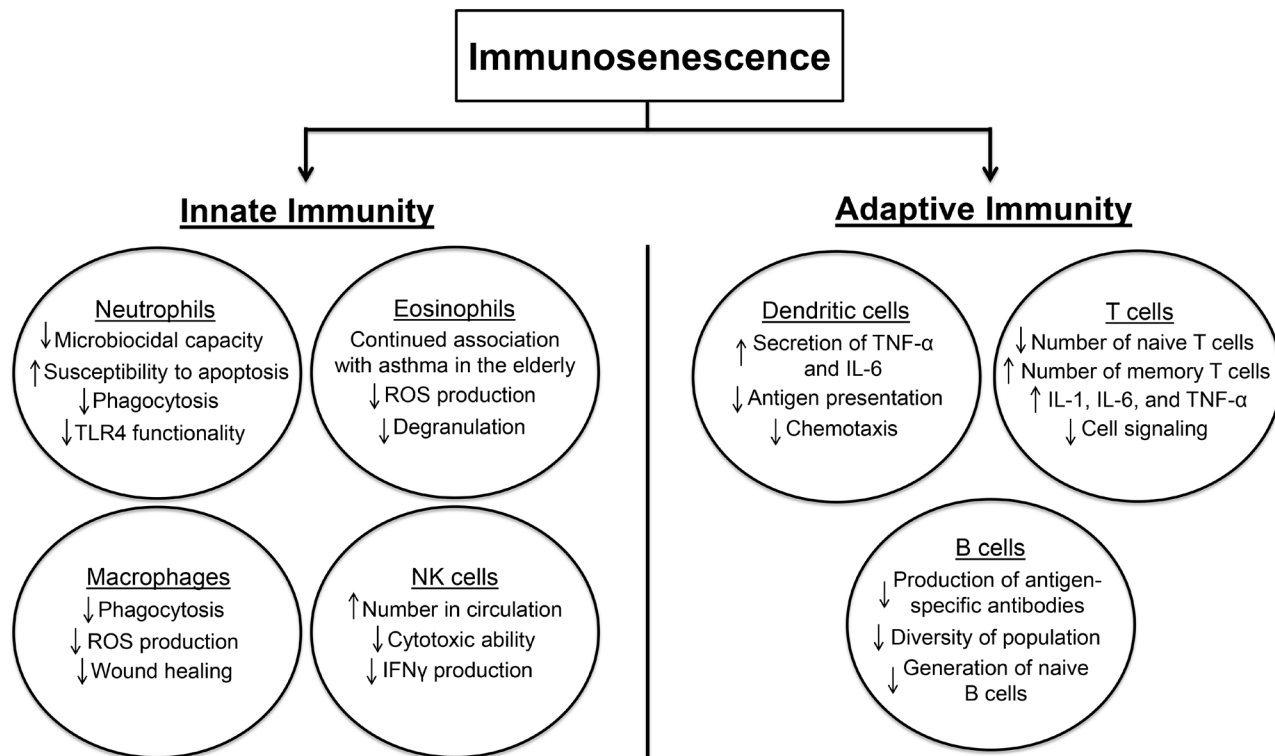 Immunosenescence
Innate Immunity
Neutrophils
↓Microbiocidal capacity
↑Susceptibility to apoptosis
↓Phagocytosis
↓TLR4 functionality
Eosinophils
Continued association
with asthma in the elderly
↓ROS production
↓Degranulation
Macrophages
↓Phagocytosis
↓ROS production
↓Wound healing
NK cells
↑Number in circulation
↓Cytotoxic ability
↓IFNγ production
Adaptive Immunity
Dendritic cells
↑ Secretion of TNF-α
and IL-6
↓Antigen presentation
↓Chemotaxis
T cells
↓Number of naive T cells
↑Number of memory T cells
↑ IL-1, IL-6, and TNF-α
↓Cell signaling
B cells
↓Production of antigen-
specific antibodies
↓Diversity of population
↓Generation of naive
B cells